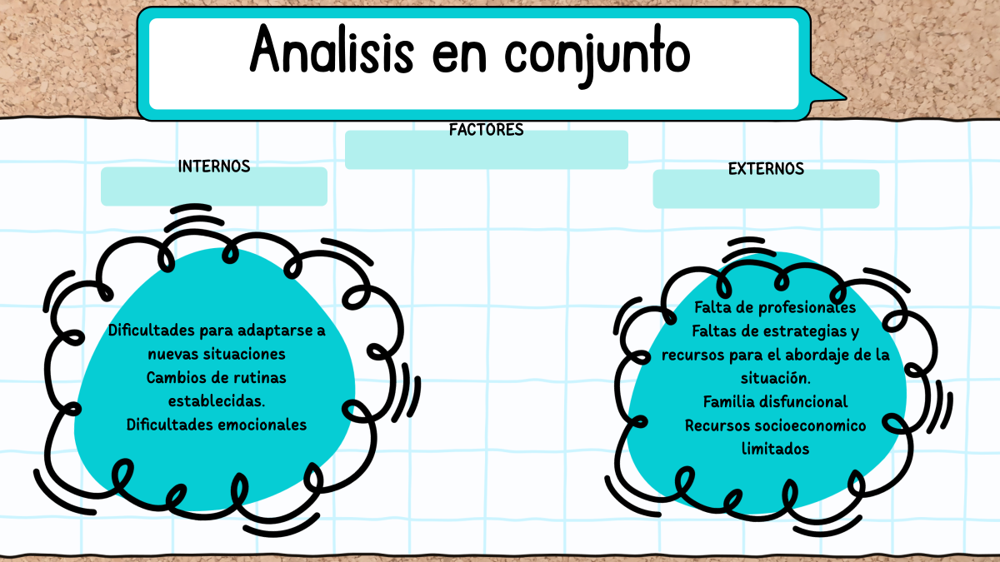 Analisis en conjunto
FACTORES
INTERNOS
EXTERNOS
Dificultades para adaptarse a
nuevas situaciones
Cambios de rutinas
establecidas.
Dificultades emocionales
Falta de profesionales
Faltas de estrategias y
recursos para el abordaje de la
situación.
Familia disfuncional
Recursos socioeconomico
limitados